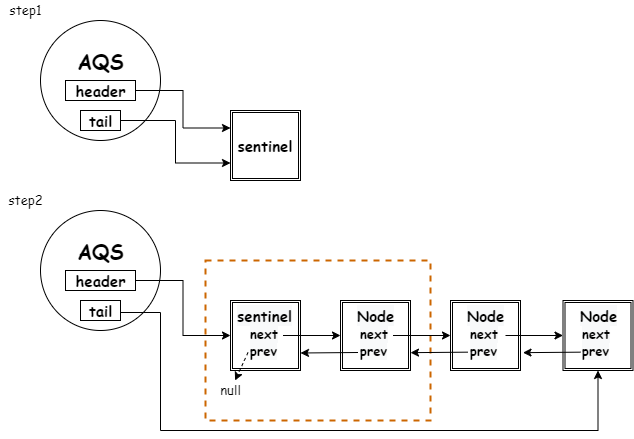 step1
AQS
header
tail
sentinel
step2
AQS
header
tail
sentinel
next
prev
null
Node
next
prev
Node
next
prev
Node
next
prev